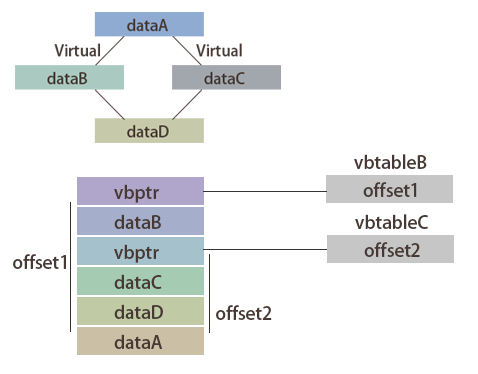 dataA
Virtual Virtual
dataB dataC
dataD
vbtableB
vbptr offset1
dataB vbtableC
vbptr offset2
offset1
dataC
dataD offset2
dataA